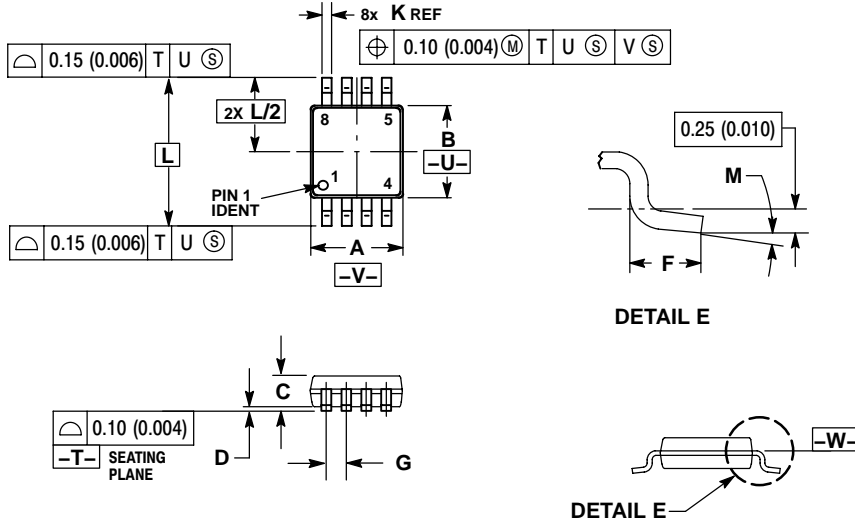 8x K REF
⌖ 0.10 (0.004) Ⓜ T U Ⓢ V Ⓢ
⌓ 0.15 (0.006) T U Ⓢ
2X L/2
8 5
B
–U–
L
1 4
PIN 1
IDENT
⌓ 0.15 (0.006) T U Ⓢ
A
–V–
0.25 (0.010)
M
F
DETAIL E
C
⌓ 0.10 (0.004)
–T– SEATING
PLANE
D
G
–W–
DETAIL E